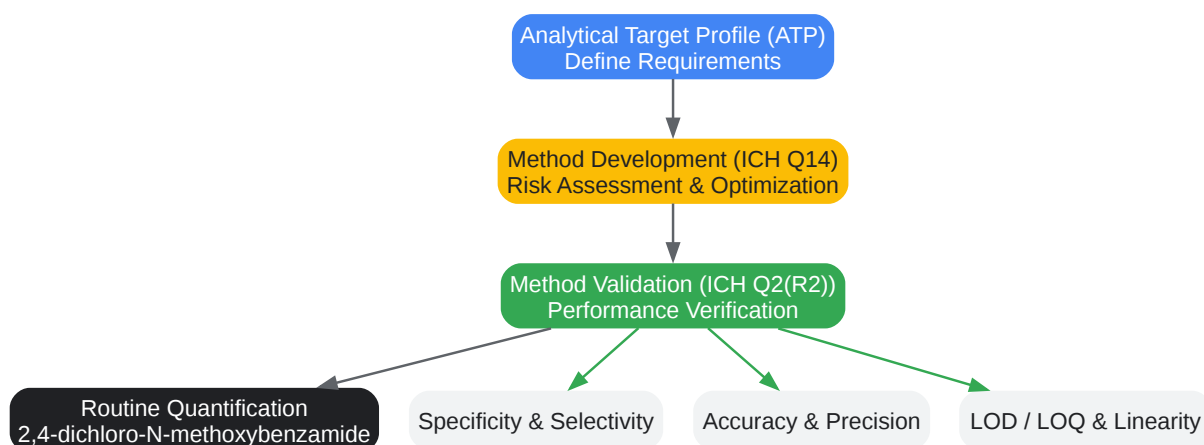 Analytical Target Profile (ATP)
Define Requirements
Method Development (ICH Q14)
Risk Assessment & Optimization
Method Validation (ICH Q2(R2))
Performance Verification
Routine Quantification
2,4-dichloro-N-methoxybenzamide
Specificity & Selectivity
Accuracy & Precision
LOD / LOQ & Linearity